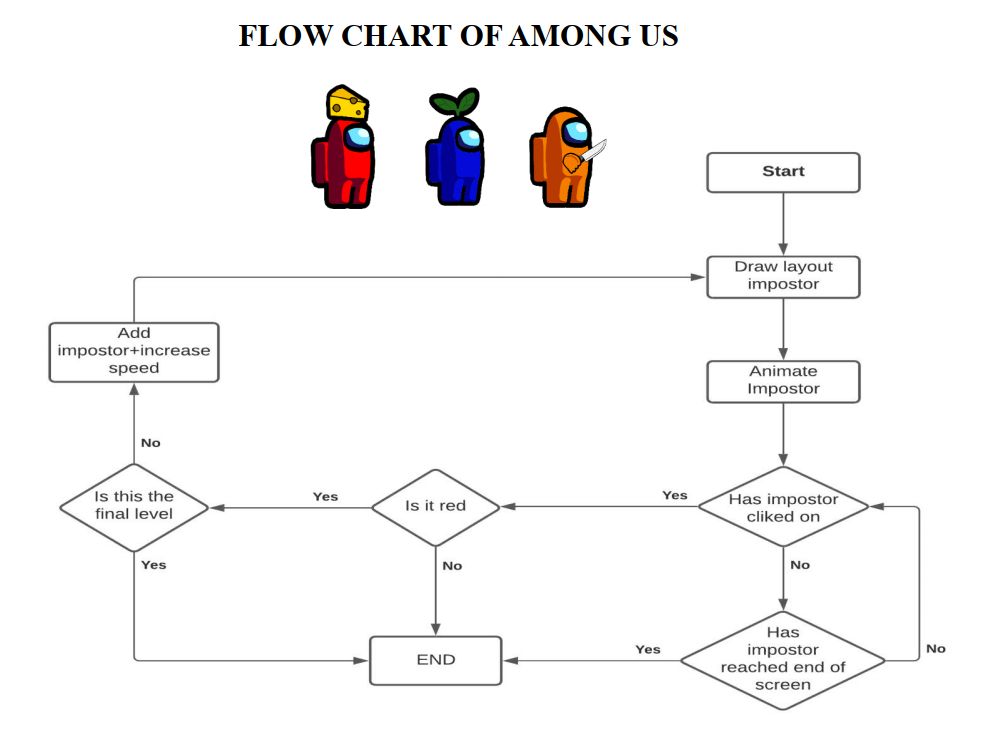 FLOW CHART OF AMONG US
Start
Draw layout
impostor
Animate
Impostor
Has impostor
cliked on
Yes
No
Has
impostor
reached end of
screen
Yes
No
Is it red
Yes
No
Is this the
final level
No
Yes
Add
impostor+increase
speed
END